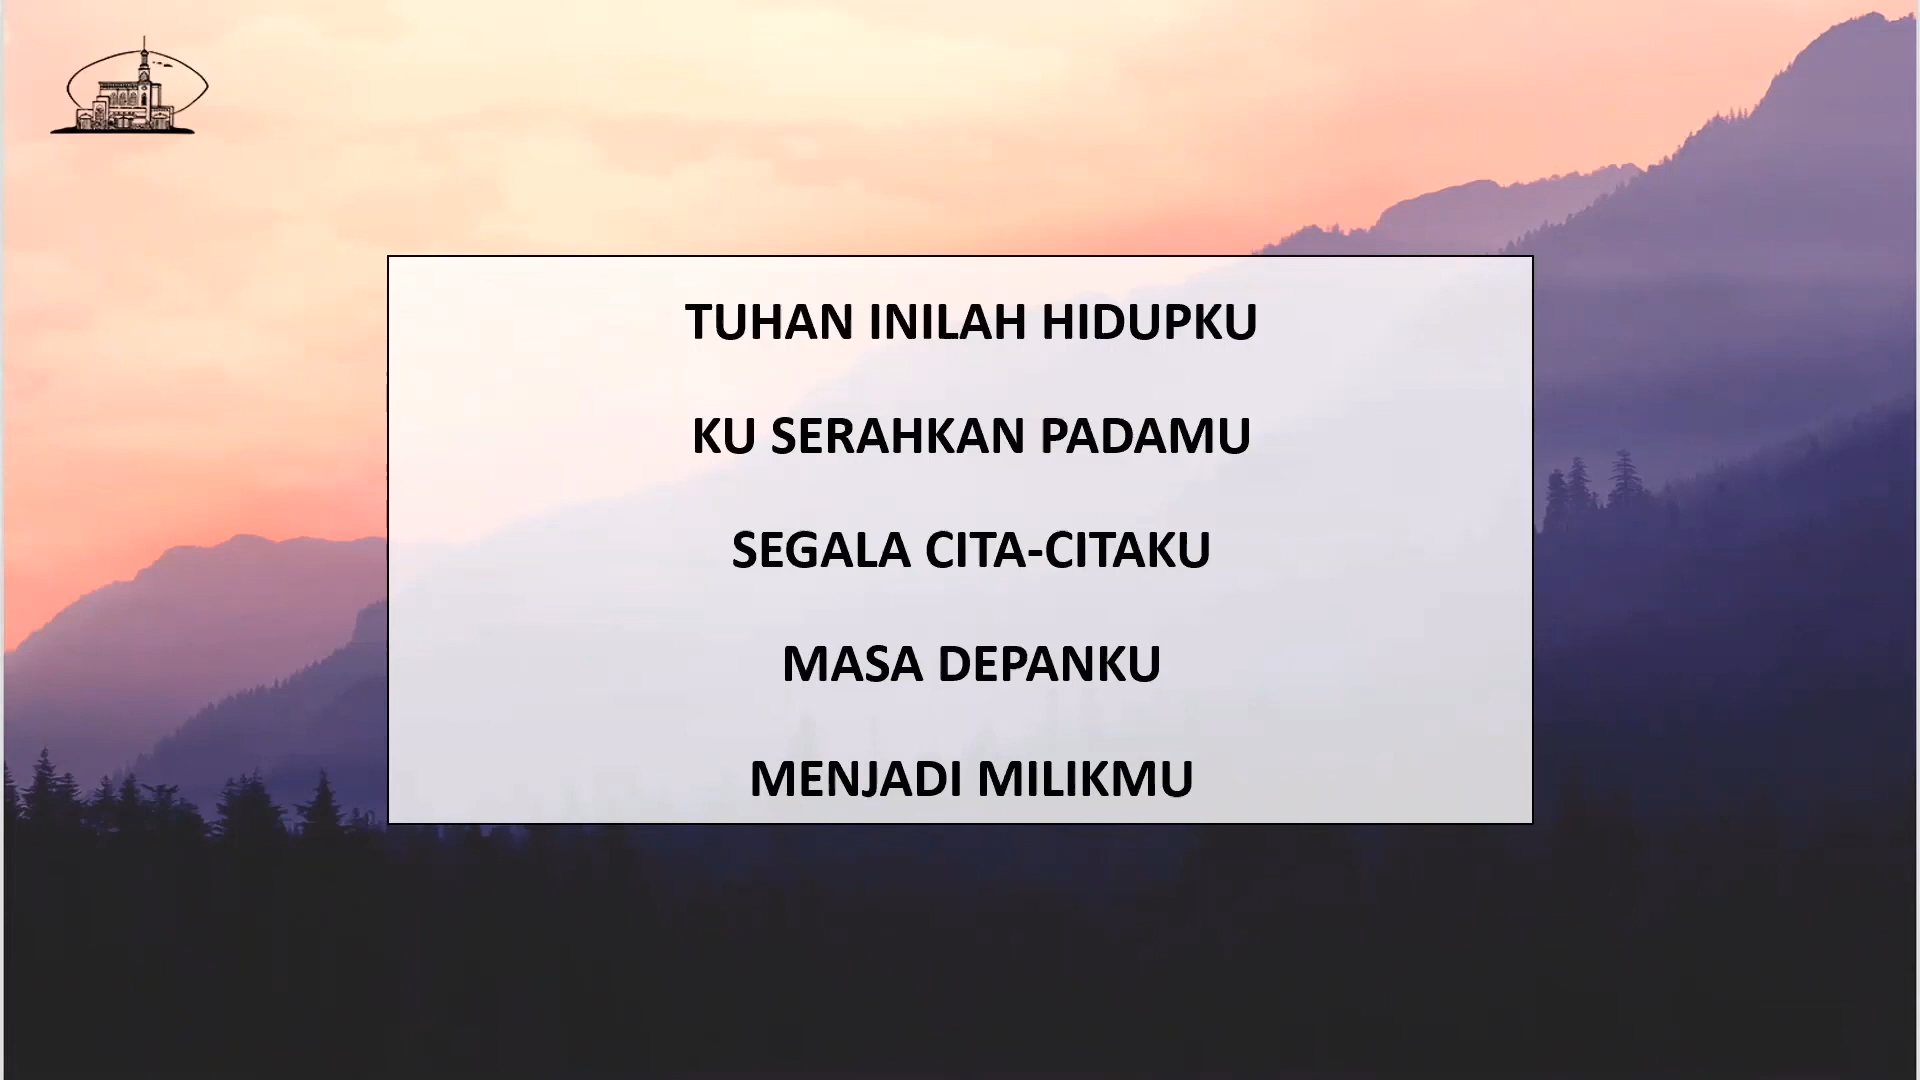 TUHAN INILAH HIDUPKU
KU SERAHKAN PADAMU
SEGALA CITA-CITAKU
MASA DEPANKU
MENJADI MILIKMU